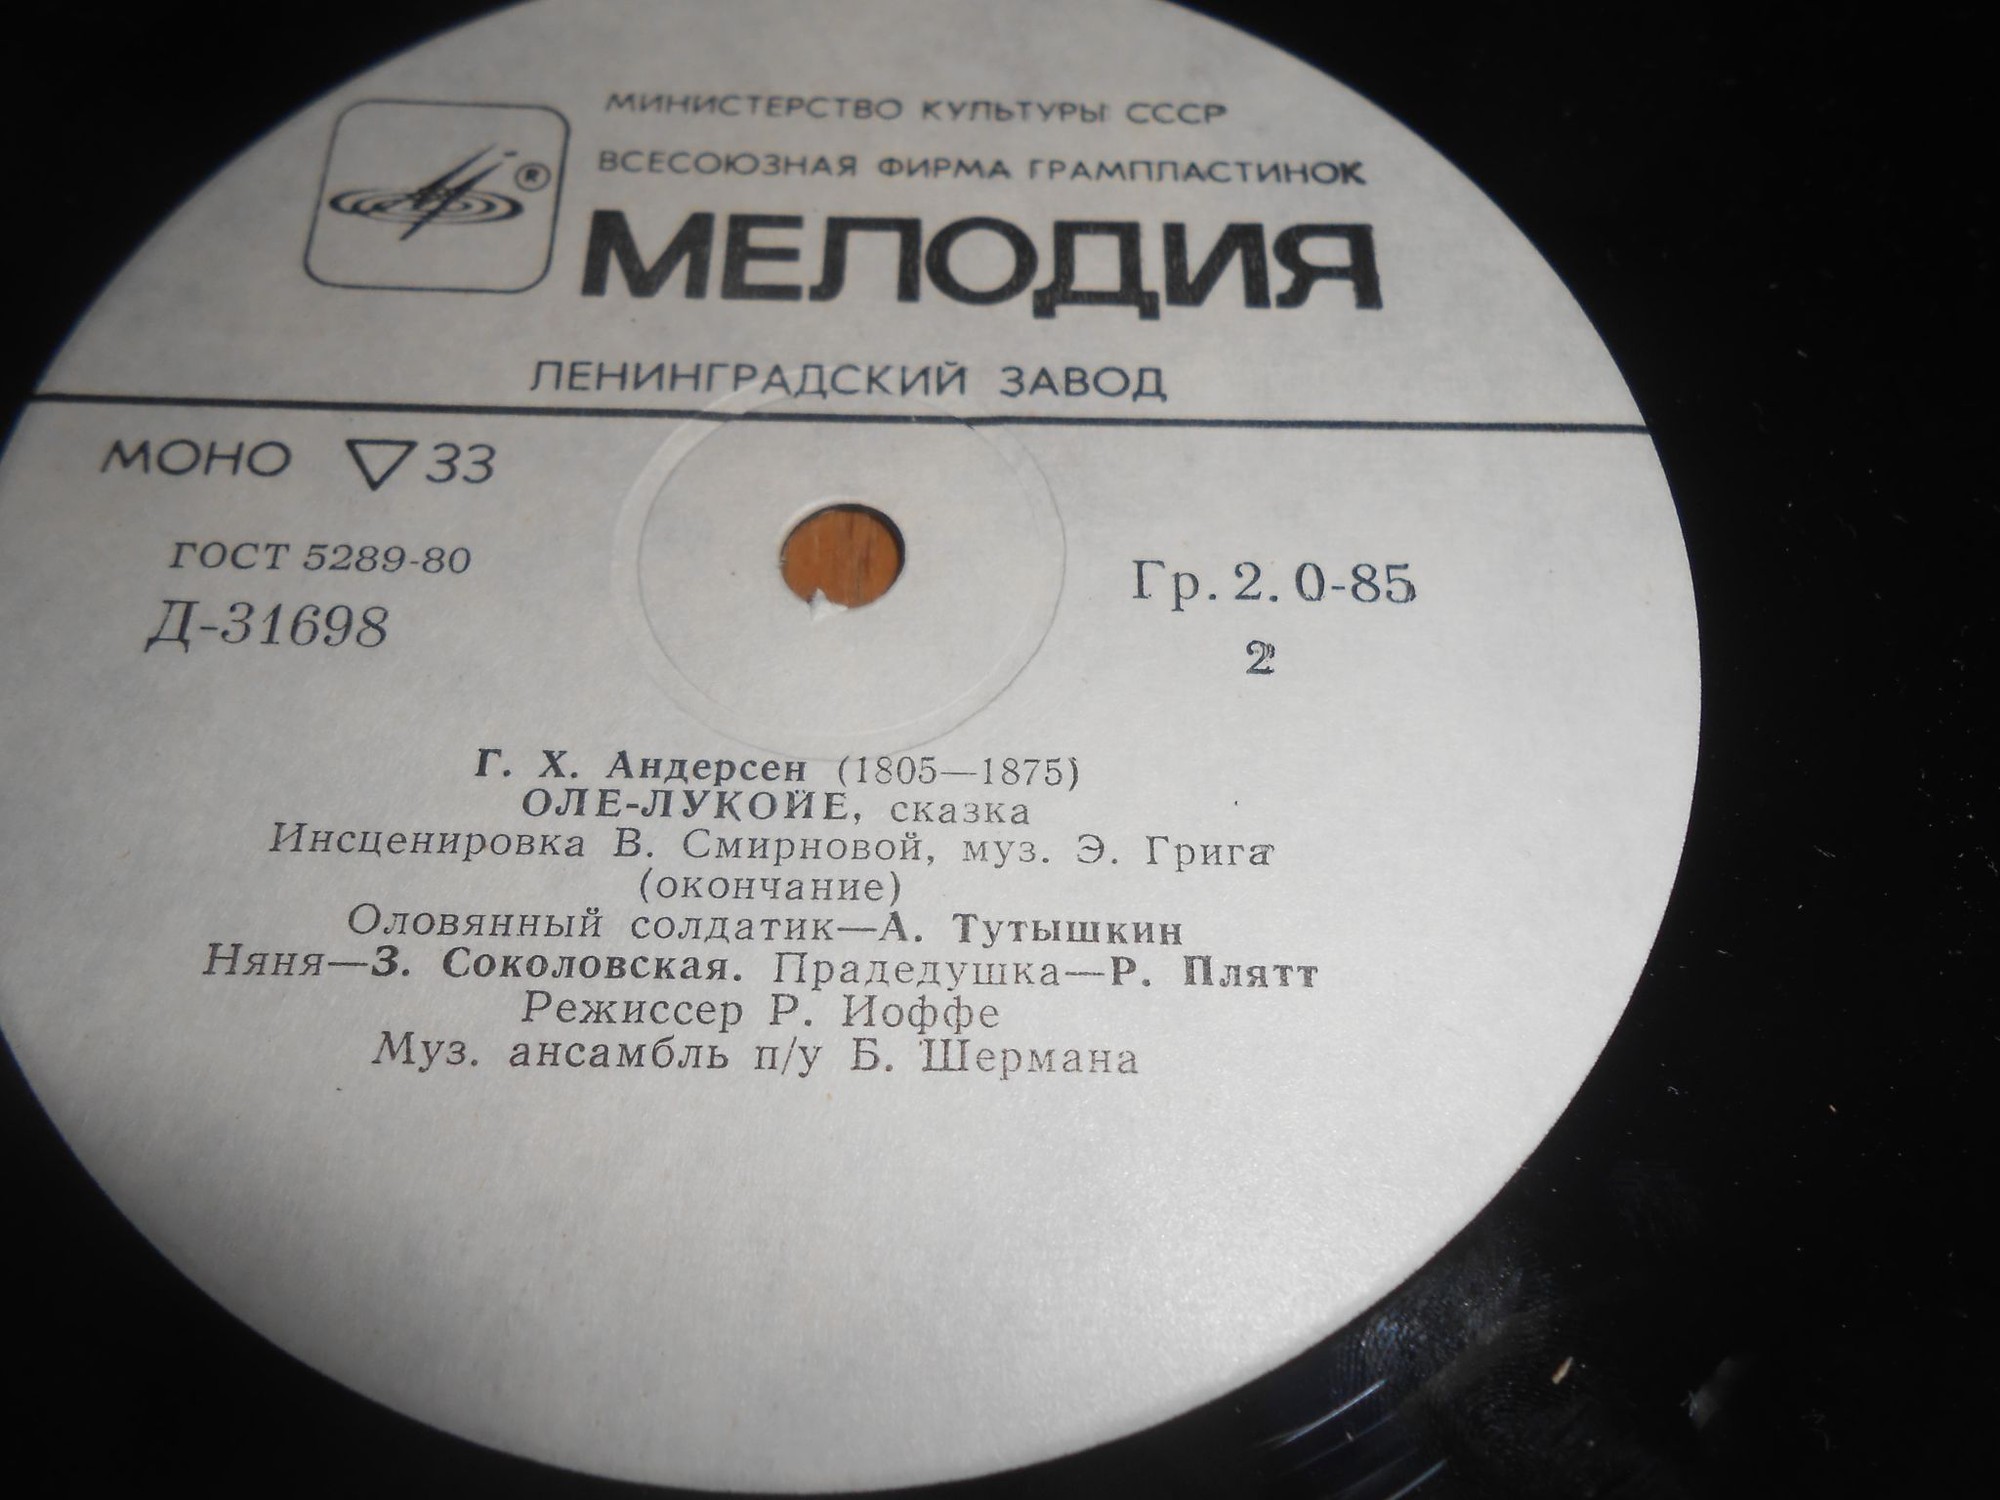 МИНИСТЕРСТВО КУЛЬТУРЫ СССР
ВСЕСОЮЗНАЯ ФИРМА ГРАМПЛАСТИНОК
®
МЕЛОДИЯ
ЛЕНИНГРАДСКИЙ ЗАВОД
МОНО ▽ 33
ГОСТ 5289-80
Д-31698
Гр. 2. 0-85
2
Г. Х. Андерсен (1805—1875)
ОЛЕ-ЛУКОЙЕ, сказка
Инсценировка В. Смирновой, муз. Э. Грига
(окончание)
Оловянный солдатик—А. Тутышкин
Няня—З. Соколовская. Прадедушка—Р. Плятт
Режиссер Р. Иоффе
Муз. ансамбль п/у Б. Шермана